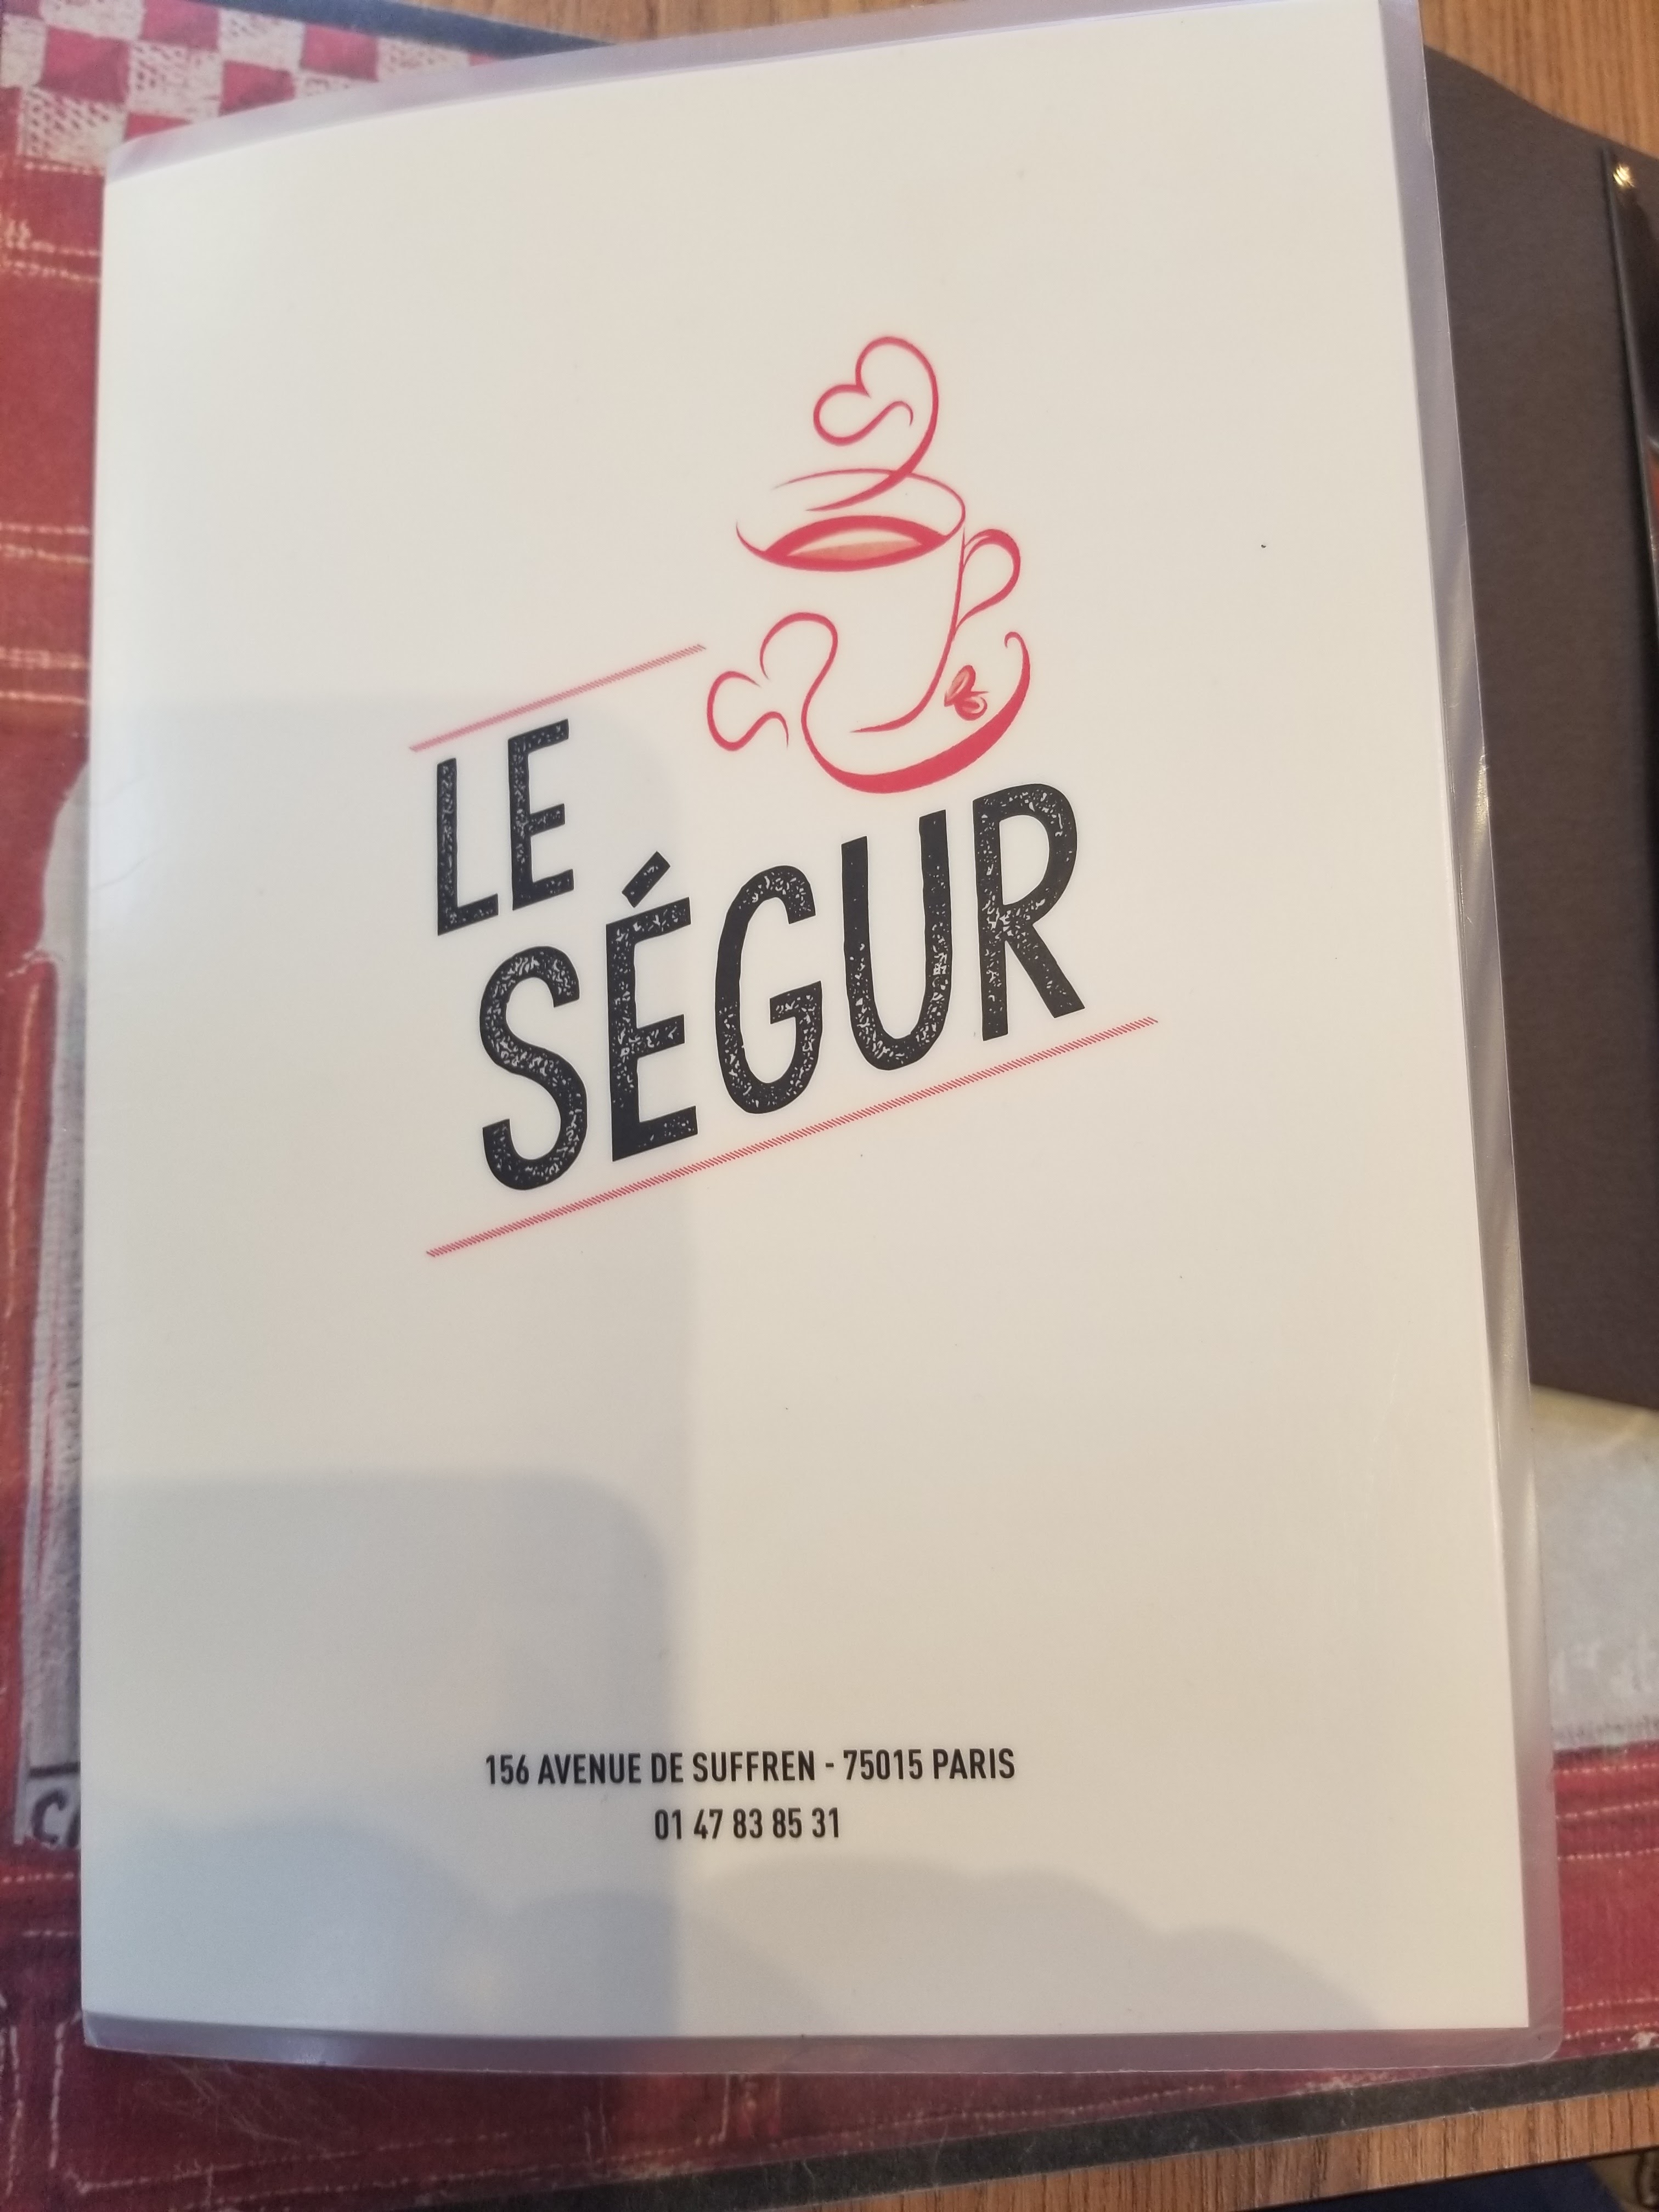 LE
SÉGUR
156 AVENUE DE SUFFREN - 75015 PARIS
01 47 83 85 31